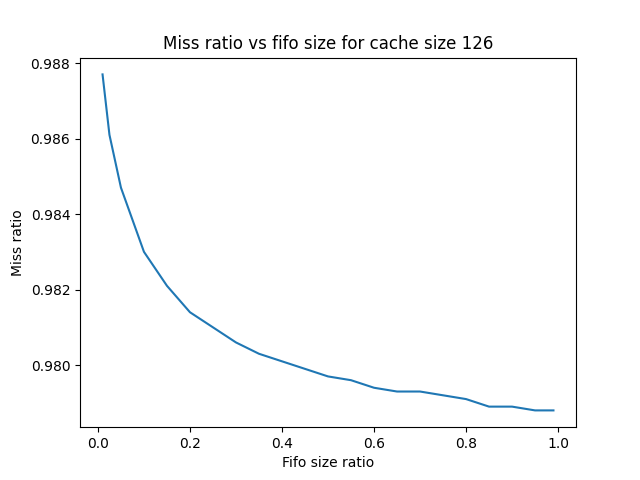 Miss ratio vs fifo size for cache size 126
0.988
0.986
0.984
0.982
0.980
Miss ratio
0.0 0.2 0.4 0.6 0.8 1.0
Fifo size ratio